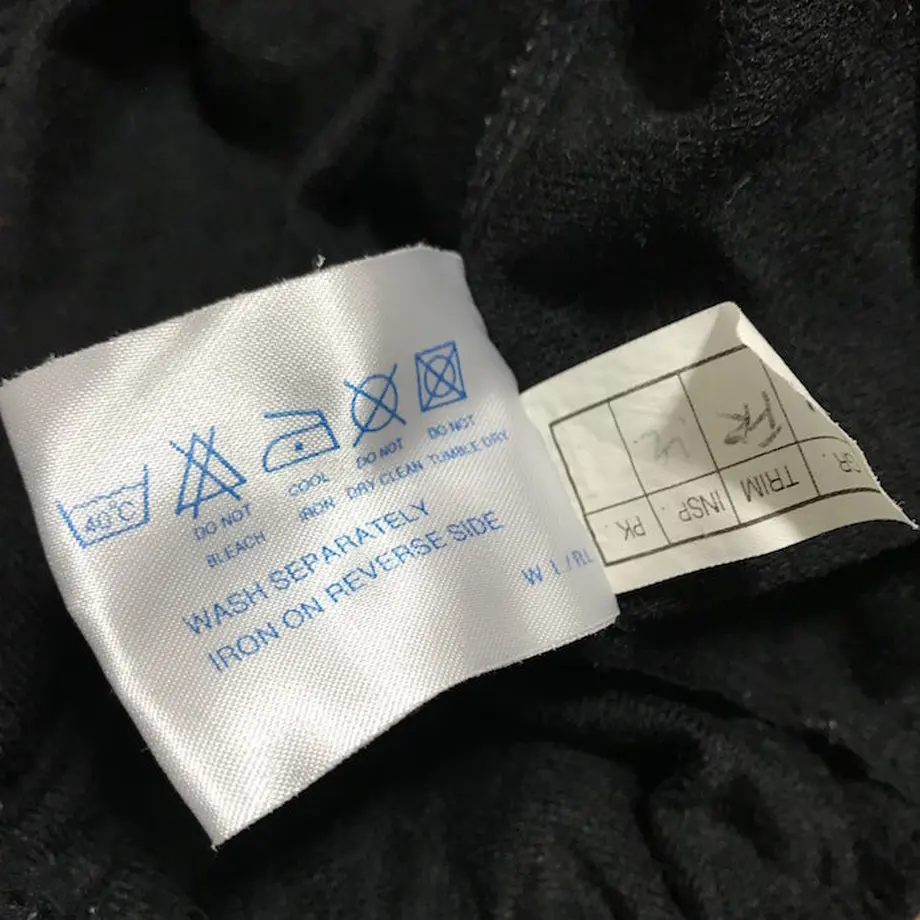 40°C
DO NOT
BLEACH
COOL
IRON
DO NOT
DRY CLEAN
DO NOT
TUMBLE DRY
WASH SEPARATELY
IRON ON REVERSE SIDE
PK.
INSP.
TRIM